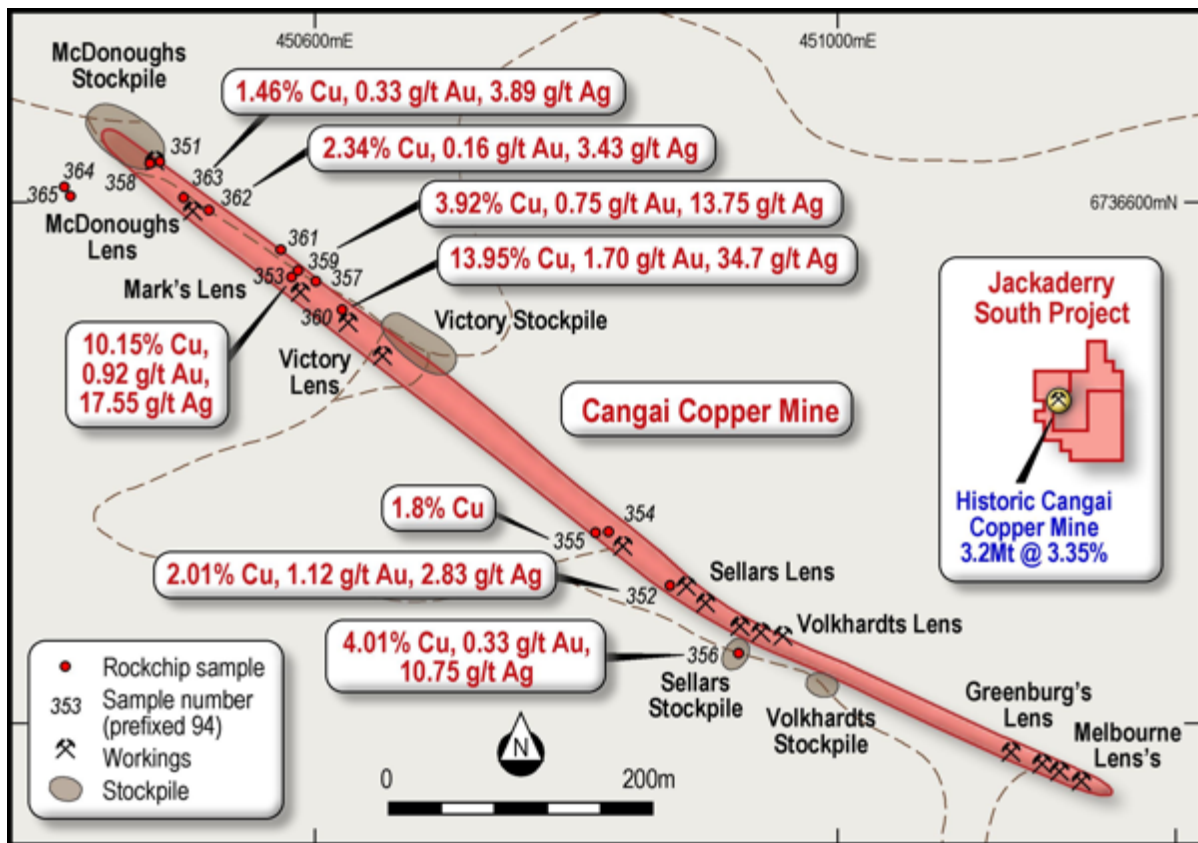 450600mE
451000mE
McDonoughs
Stockpile
1.46% Cu, 0.33 g/t Au, 3.89 g/t Ag
351
2.34% Cu, 0.16 g/t Au, 3.43 g/t Ag
358
363
364
365
362
3.92% Cu, 0.75 g/t Au, 13.75 g/t Ag
6736600mN
McDonoughs
Lens
361
359
13.95% Cu, 1.70 g/t Au, 34.7 g/t Ag
353
357
Mark's Lens
360
Victory Stockpile
10.15% Cu,
0.92 g/t Au,
17.55 g/t Ag
Victory
Lens
Cangai Copper Mine
Jackaderry
South Project
Historic Cangai
Copper Mine
3.2Mt @ 3.35%
1.8% Cu
354
355
2.01% Cu, 1.12 g/t Au, 2.83 g/t Ag
352
Sellars Lens
Volkhardts Lens
4.01% Cu, 0.33 g/t Au,
10.75 g/t Ag
356
Sellars
Stockpile
Volkhardts
Stockpile
Greenburg's
Lens
Melbourne
Lens's
Rockchip sample
353
Sample number
(prefixed 94)
Workings
Stockpile
N
0
200m